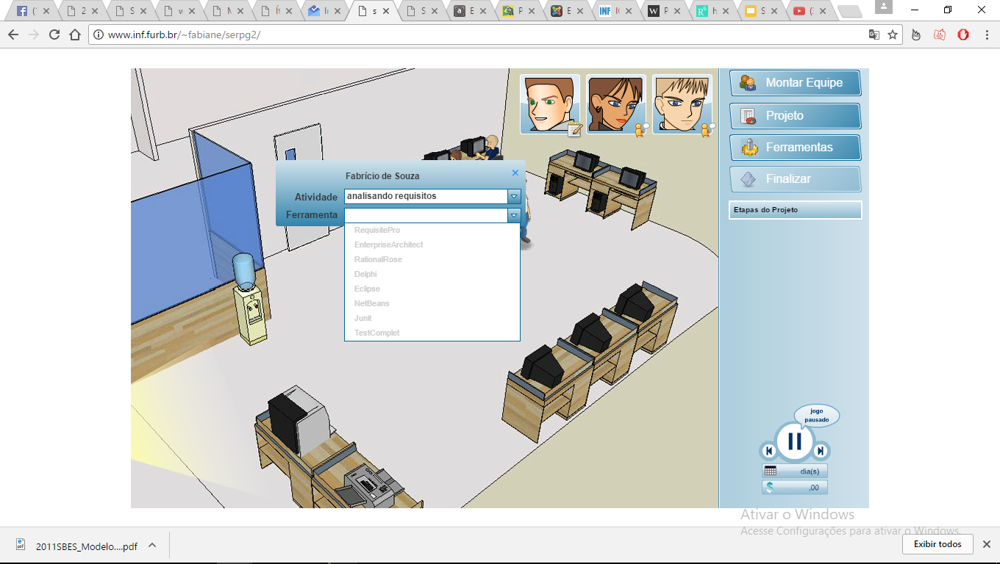 www.inf.furb.br/~fabiane/serpg2/
Montar Equipe
Projeto
Ferramentas
Finalizar
Etapas do Projeto
Fabrício de Souza
Atividade
analisando requisitos
Ferramenta
RequisitePro
EnterpriseArchitect
RationalRose
Delphi
Eclipse
NetBeans
Junit
TestComplet
jogo
pausado
dia(s)
,00
Ativar o Windows
Acesse Configurações para ativar o Windows.
2011SBES_Modelo....pdf
Exibir todos